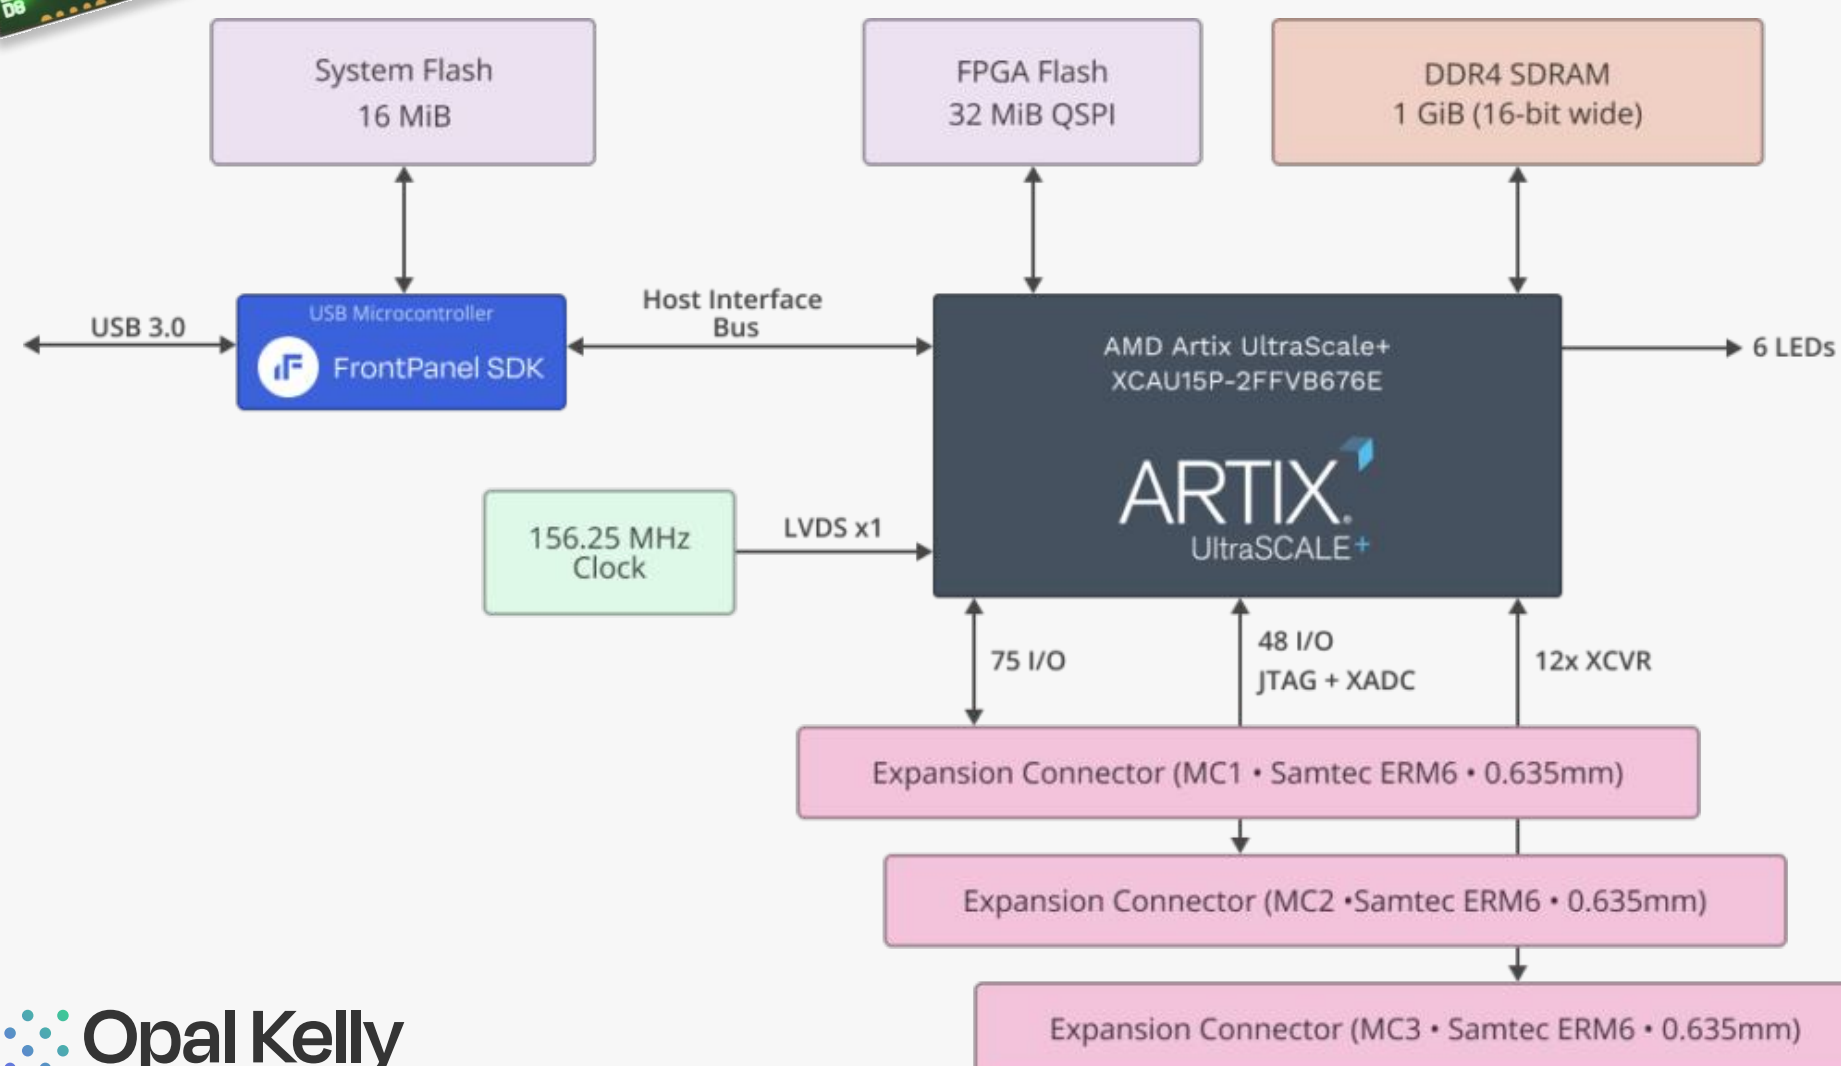 D8
System Flash
16 MiB
FPGA Flash
32 MiB QSPI
DDR4 SDRAM
1 GiB (16-bit wide)
USB 3.0
USB Microcontroller
FrontPanel SDK
Host Interface
Bus
AMD Artix UltraScale+
XCAU15P-2FFVB676E
ARTIX.
UltraSCALE+
6 LEDs
156.25 MHz
Clock
LVDS x1
75 I/O
48 I/O
JTAG + XADC
12x XCVR
Expansion Connector (MC1 • Samtec ERM6 • 0.635mm)
Expansion Connector (MC2 •Samtec ERM6 • 0.635mm)
Expansion Connector (MC3 • Samtec ERM6 • 0.635mm)
Opal Kelly